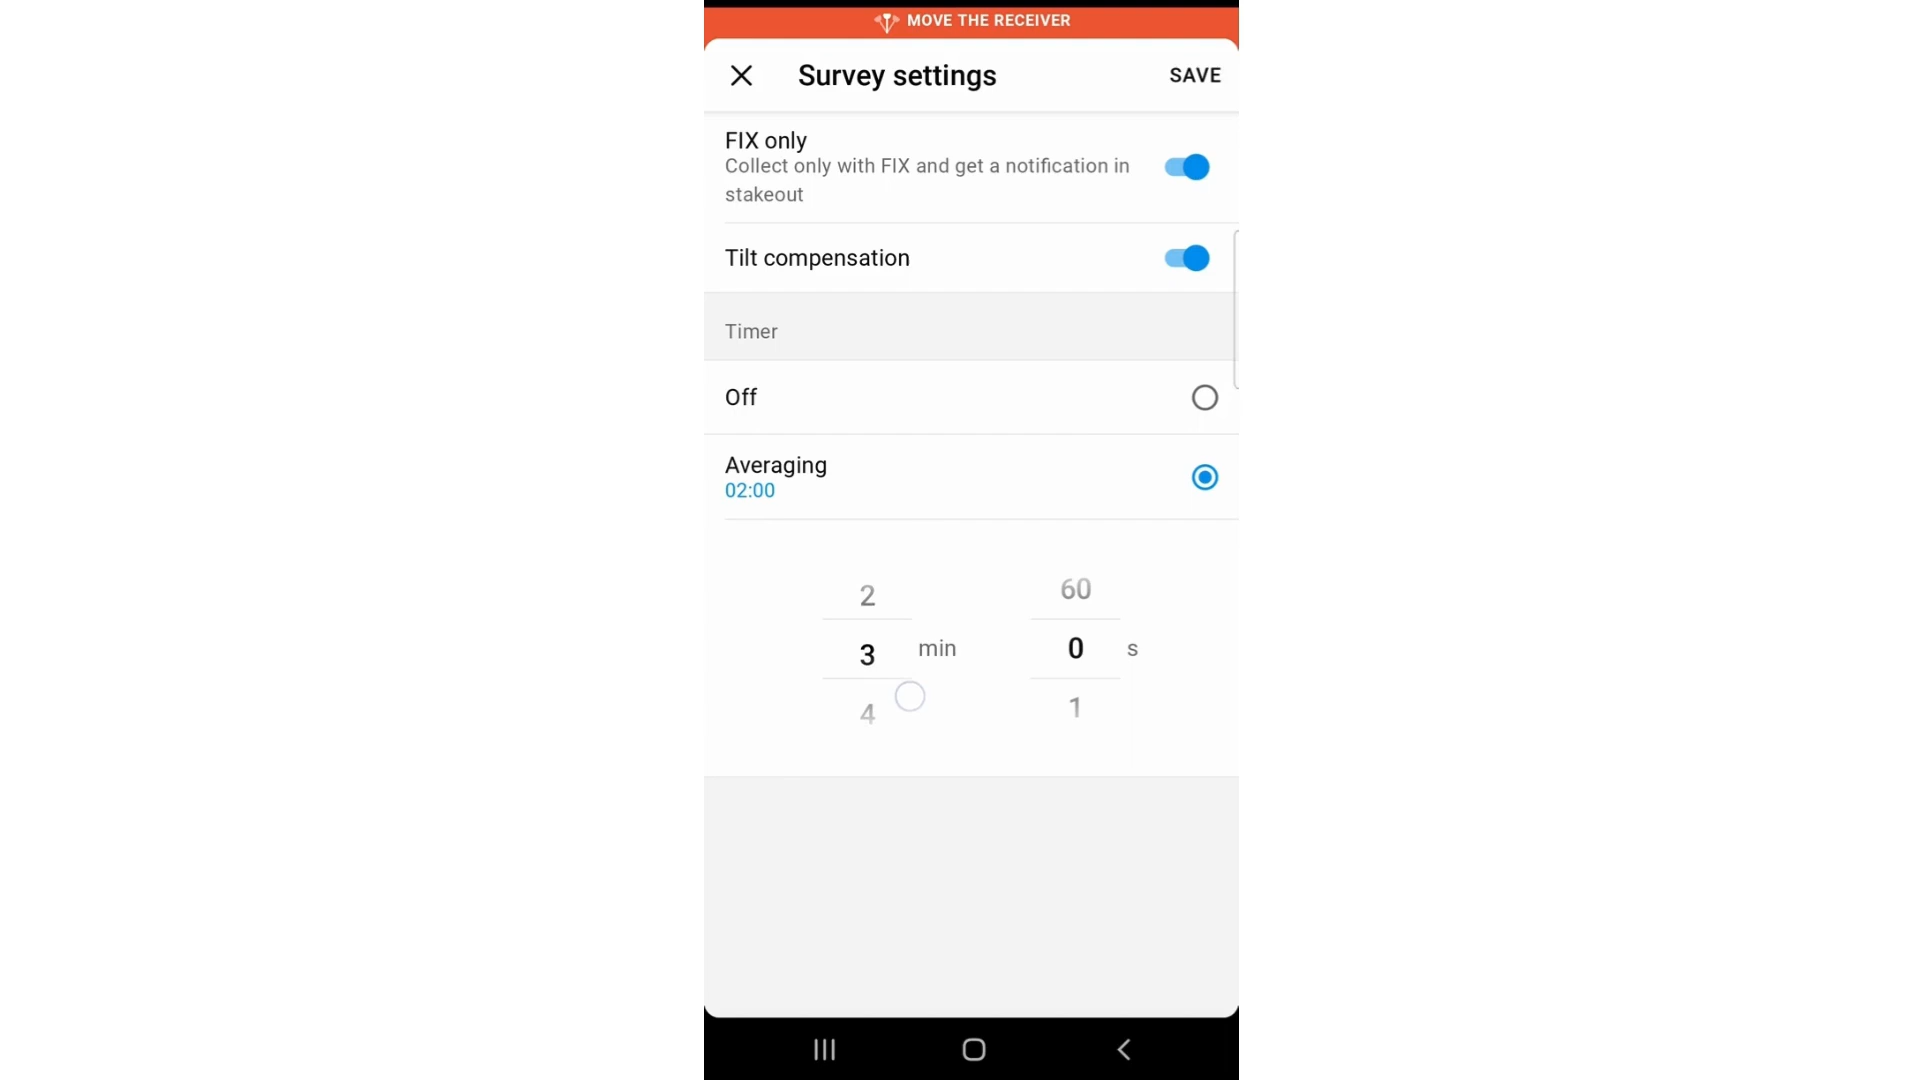 MOVE THE RECEIVER
Survey settings
SAVE
FIX only
Collect only with FIX and get a notification in
stakeout
Tilt compensation
Timer
Off
Averaging
02:00
2 60
3 min 0 s
4 1